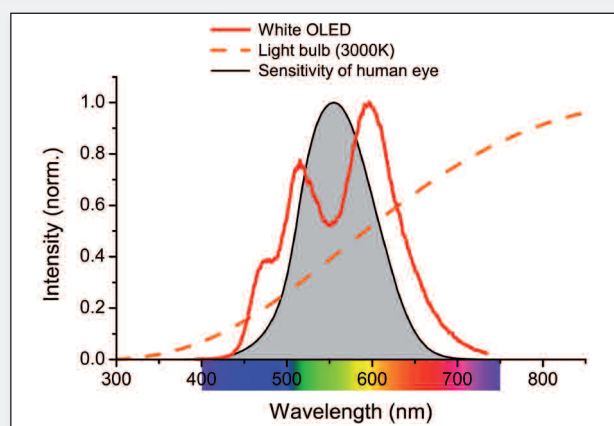 White OLED
Light bulb (3000K)
Sensitivity of human eye
1.0
0.8
0.6
0.4
0.2
0.0
Intensity (norm.)
300 400 500 600 700 800
Wavelength (nm)